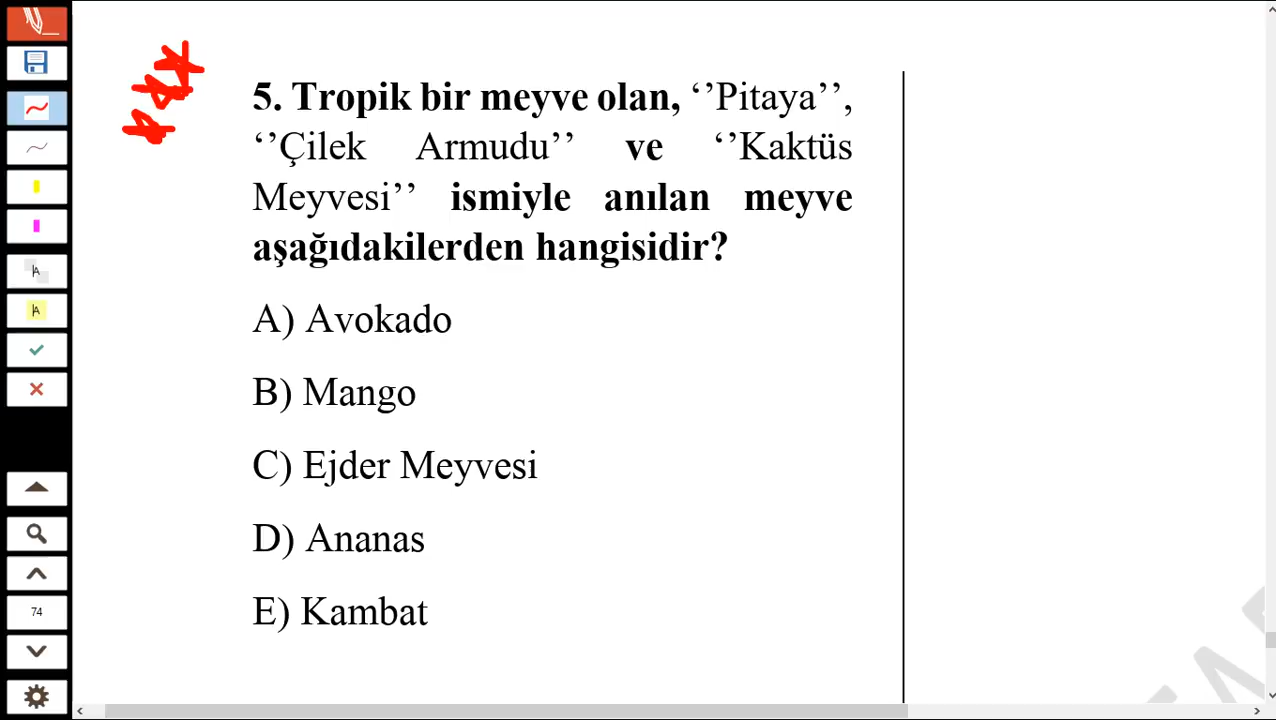 5. Tropik bir meyve olan, ‘’Pitaya’’,
‘’Çilek Armudu’’ ve ‘’Kaktüs
Meyvesi’’ ismiyle anılan meyve
aşağıdakilerden hangisidir?
A) Avokado
B) Mango
C) Ejder Meyvesi
D) Ananas
E) Kambat
74